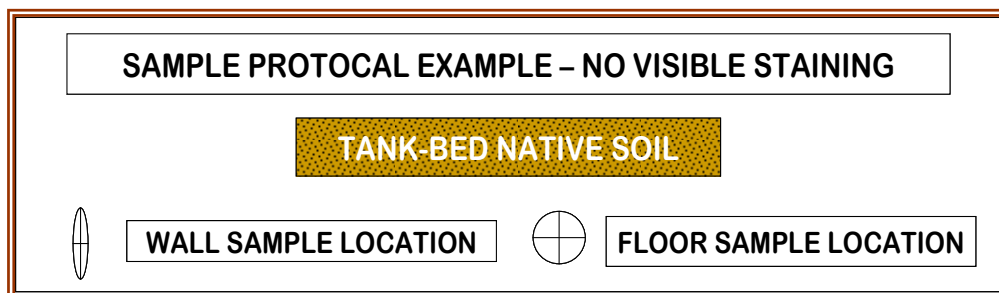 SAMPLE PROTOCAL EXAMPLE – NO VISIBLE STAINING
TANK-BED NATIVE SOIL
WALL SAMPLE LOCATION
FLOOR SAMPLE LOCATION